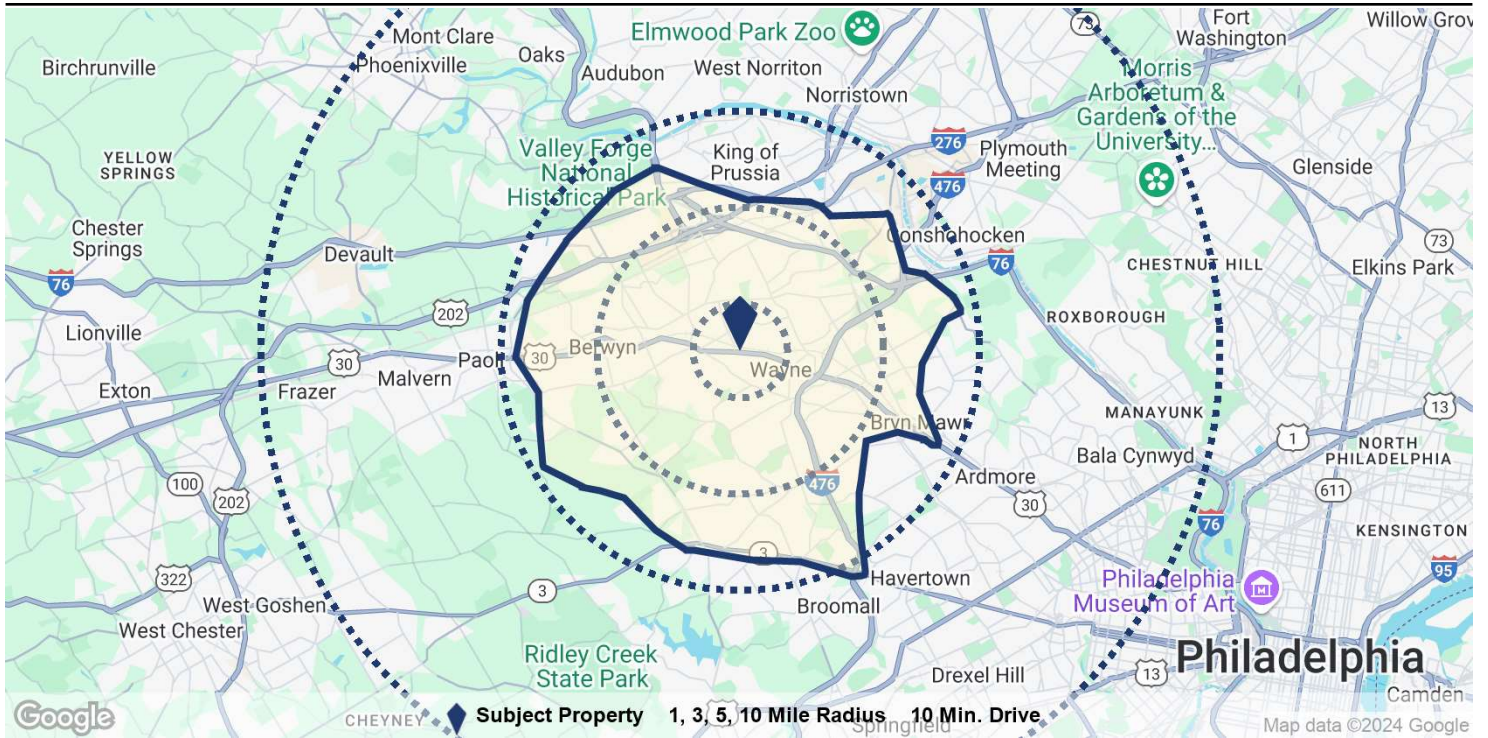 Mont Clare
Phoenixville
Oaks
Audubon
Birchrunville
Elmwood Park Zoo
West Norriton
Norristown
73
Fort
Washington
Willow Grov
Morris
Arboretum &
Gardens of the
University...
YELLOW
SPRINGS
Valley Forge
National
Historical Park
King of
Prussia
276
476
Plymouth
Meeting
Glenside
Chester
Springs
Devault
76
Conshohocken
76
CHESTNUT HILL
73
Elkins Park
202
Lionville
ROXBOROUGH
30
Paoli
30
Berwyn
Wayne
Exton
Frazer
Malvern
Bryn Mawr
MANAYUNK
13
1
NORTH
PHILADELPHIA
Bala Cynwyd
100
202
476
Ardmore
30
611
76
KENSINGTON
3
95
322
3
Havertown
Broomall
West Goshen
West Chester
Philadelphia
Museum of Art
Ridley Creek
State Park
Drexel Hill
13
Philadelphia
Camden
Google
CHEYNEY
Subject Property 1, 3, 5, 10 Mile Radius 10 Min. Drive
Springfield
Map data ©2024 Google